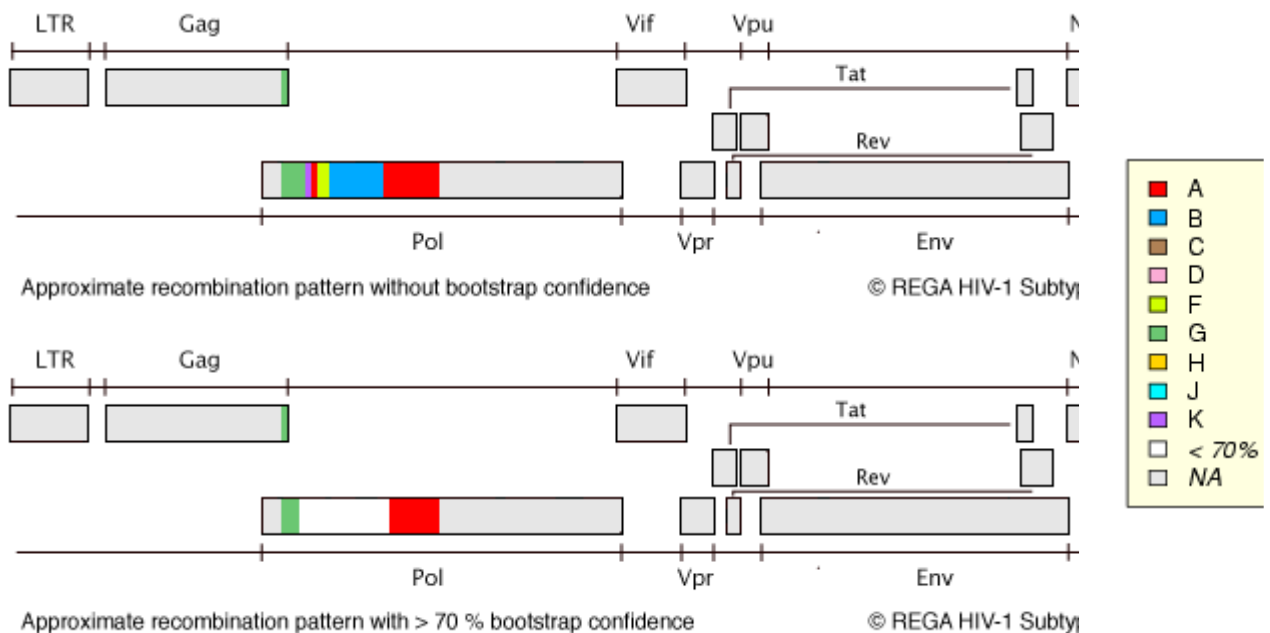 LTR Gag Vif Vpu N
Tat
Rev
Pol Vpr Env
Approximate recombination pattern without bootstrap confidence © REGA HIV-1 Subtyp
A
B
C
D
F
G
H
J
K
< 70%
NA
LTR Gag Vif Vpu N
Tat
Rev
Pol Vpr Env
Approximate recombination pattern with > 70 % bootstrap confidence © REGA HIV-1 Subtyp